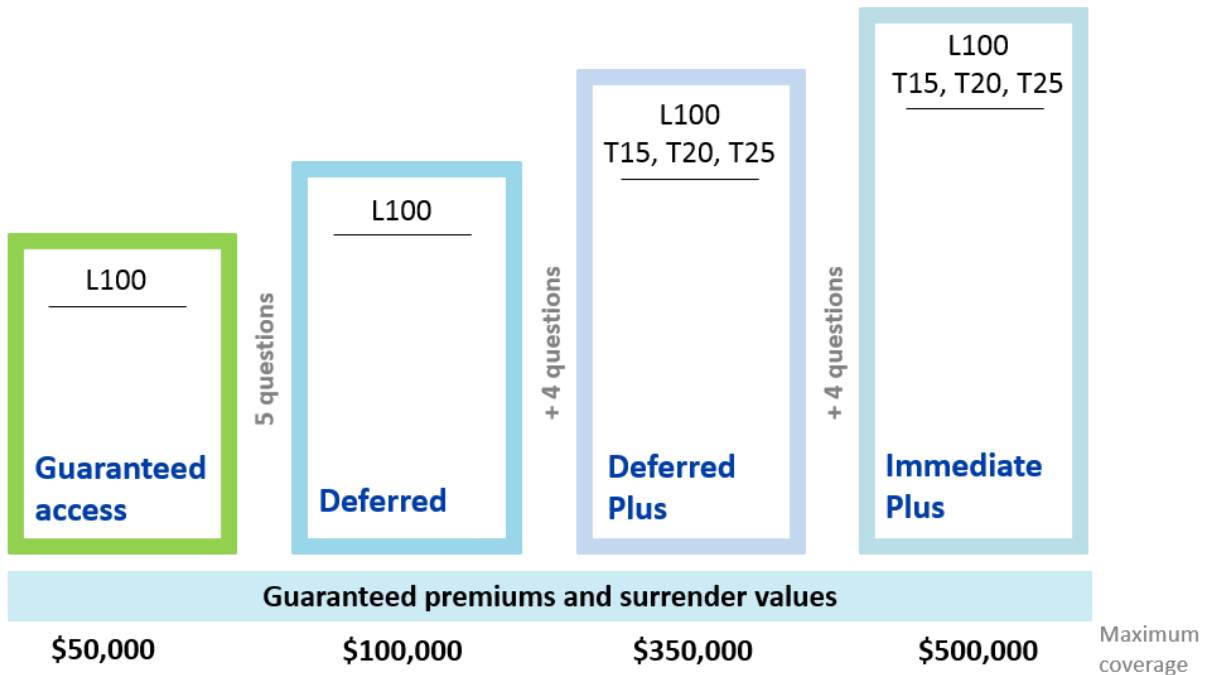 L100
Guaranteed
access
5 questions
L100
Deferred
+ 4 questions
L100
T15, T20, T25
Deferred
Plus
+ 4 questions
L100
T15, T20, T25
Immediate
Plus
Guaranteed premiums and surrender values
$50,000
$100,000
$350,000
$500,000
Maximum
coverage